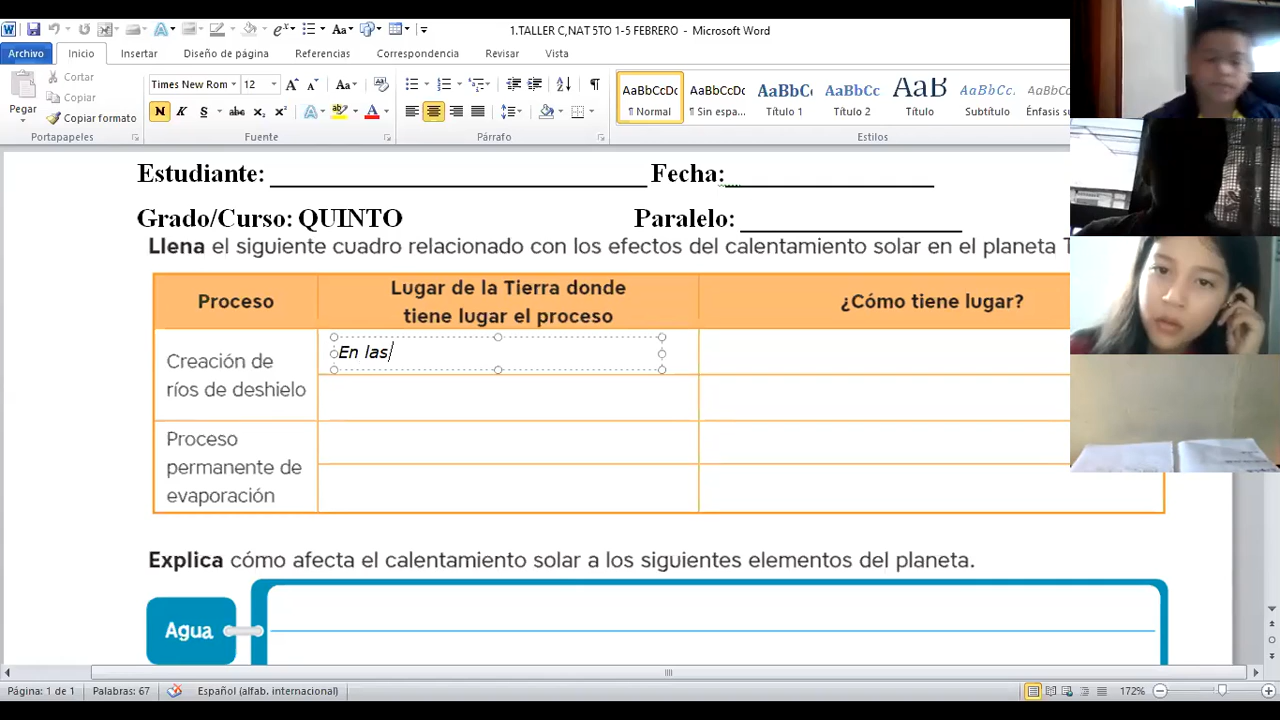 1.TALLER C,NAT 5TO 1-5 FEBRERO - Microsoft Word
Archivo Inicio Insertar Diseño de página Referencias Correspondencia Revisar Vista
Pegar
Cortar
Copiar
Copiar formato
Portapapeles
Times New Rom 12
N K S abc x₂ x²
Fuente
Párrafo
AaBbCcDc AaBbCcDc AaBbC AaBbCc AaB AaBbCc. AaBbCcD
¶ Normal ¶ Sin espa... Título 1 Título 2 Título Subtítulo Énfasis su
Estilos
Estudiante: Fecha:
Grado/Curso: QUINTO Paralelo:
Llena el siguiente cuadro relacionado con los efectos del calentamiento solar en el planeta T
Proceso
Lugar de la Tierra donde
tiene lugar el proceso
¿Cómo tiene lugar?
Creación de
ríos de deshielo
En las
Proceso
permanente de
evaporación
Explica cómo afecta el calentamiento solar a los siguientes elementos del planeta.
Agua
Página: 1 de 1 Palabras: 67 Español (alfab. internacional) 172%